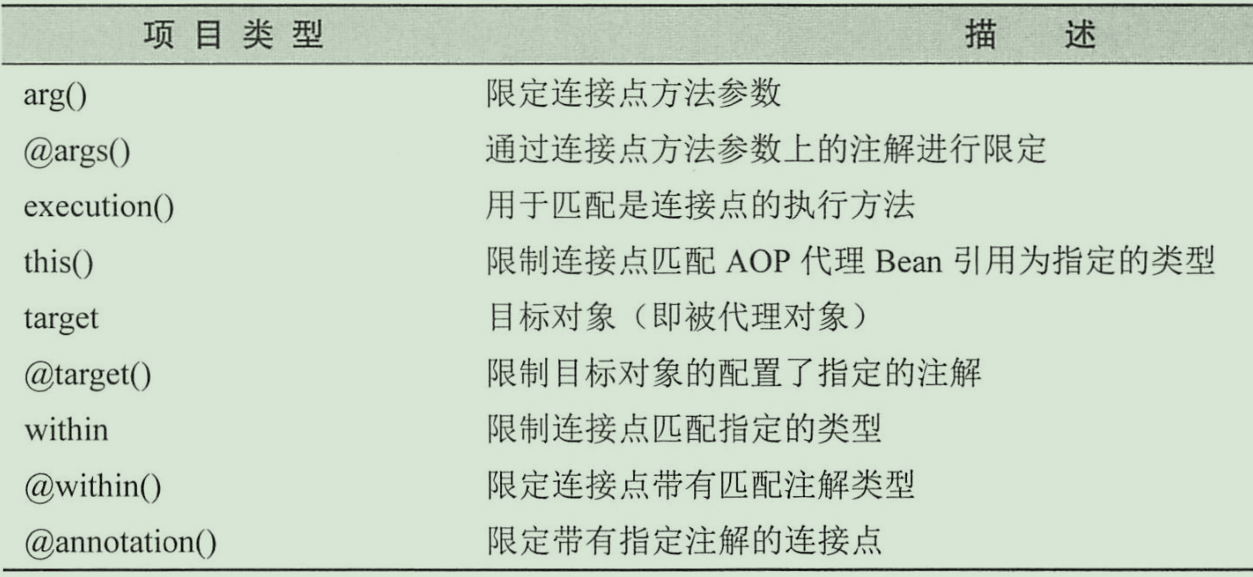 项目类型 描 述
arg() 限定连接点方法参数
@args() 通过连接点方法参数上的注解进行限定
execution() 用于匹配是连接点的执行方法
this() 限制连接点匹配 AOP 代理 Bean 引用为指定的类型
target 目标对象（即被代理对象）
@target() 限制目标对象的配置了指定的注解
within 限制连接点匹配指定的类型
@within() 限定连接点带有匹配注解类型
@annotation() 限定带有指定注解的连接点